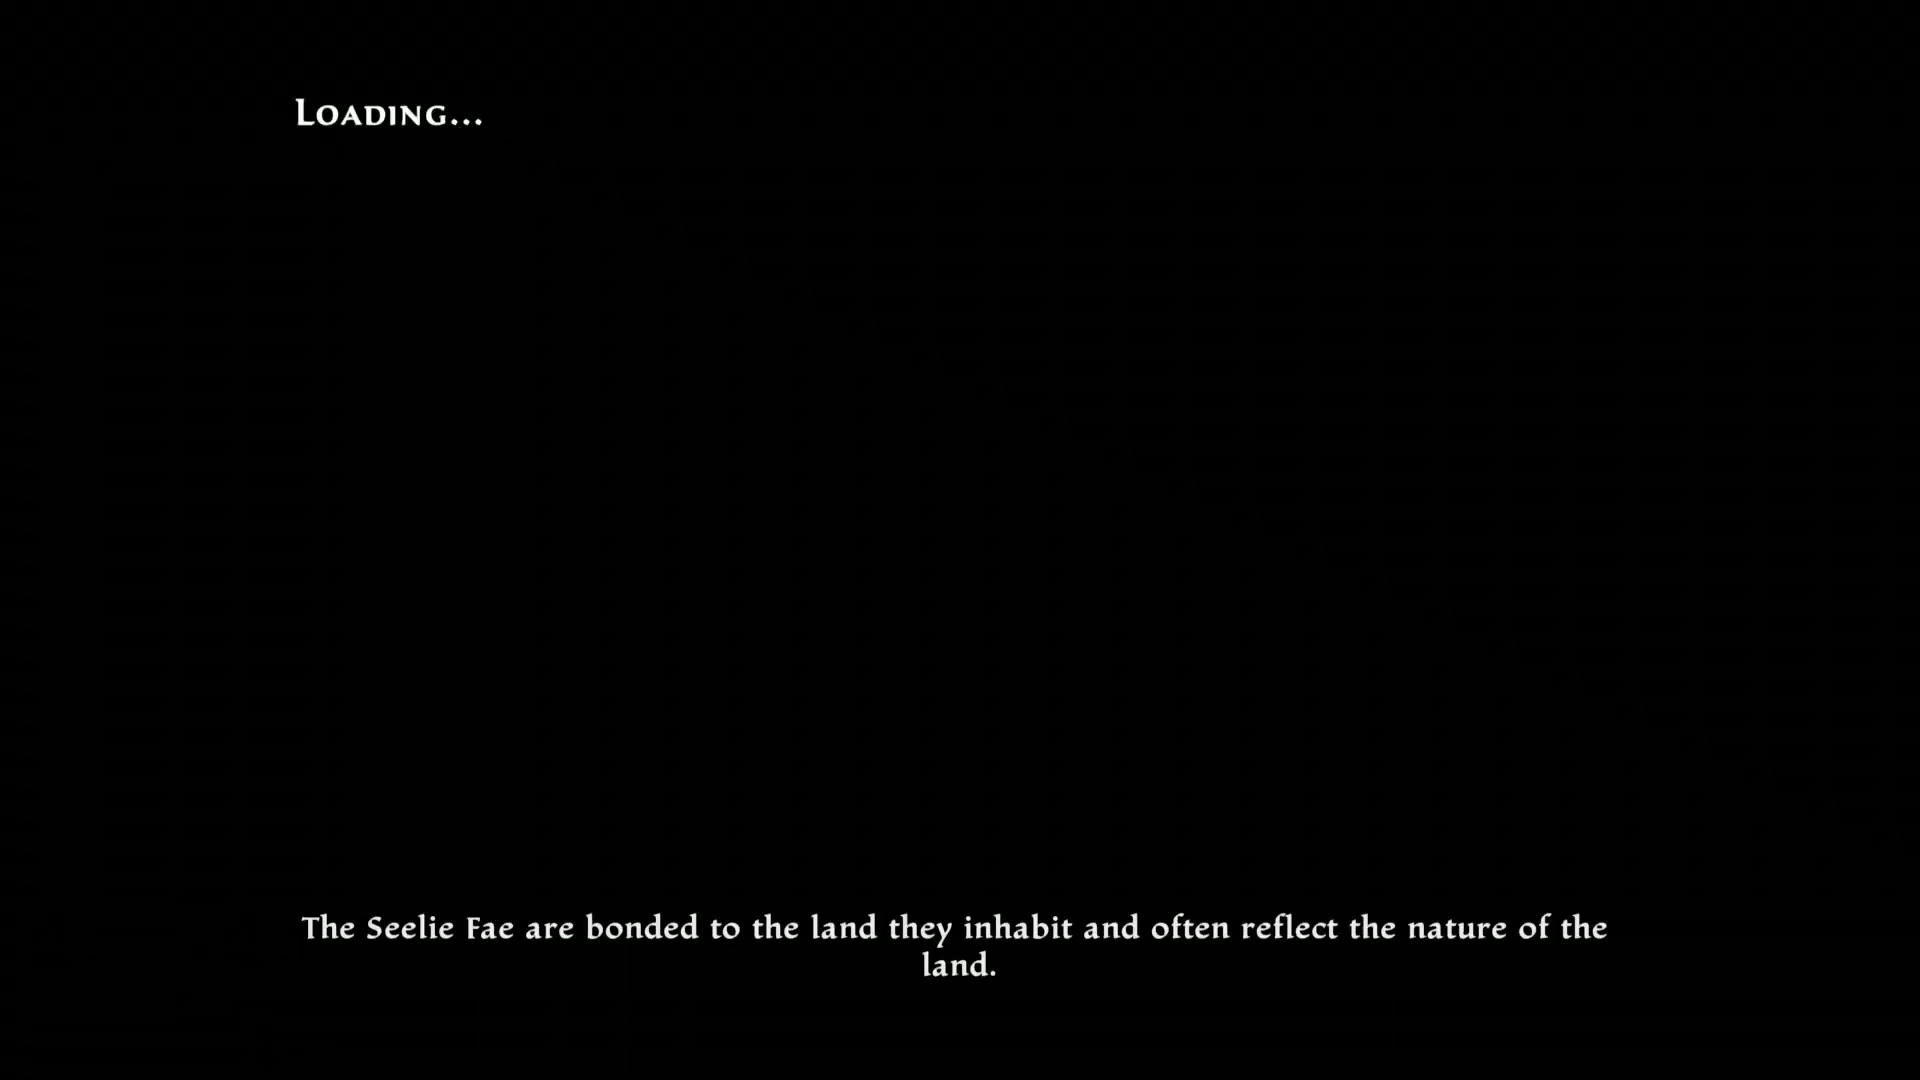 Loading...
The Seelie Fae are bonded to the land they inhabit and often reflect the nature of the
land.